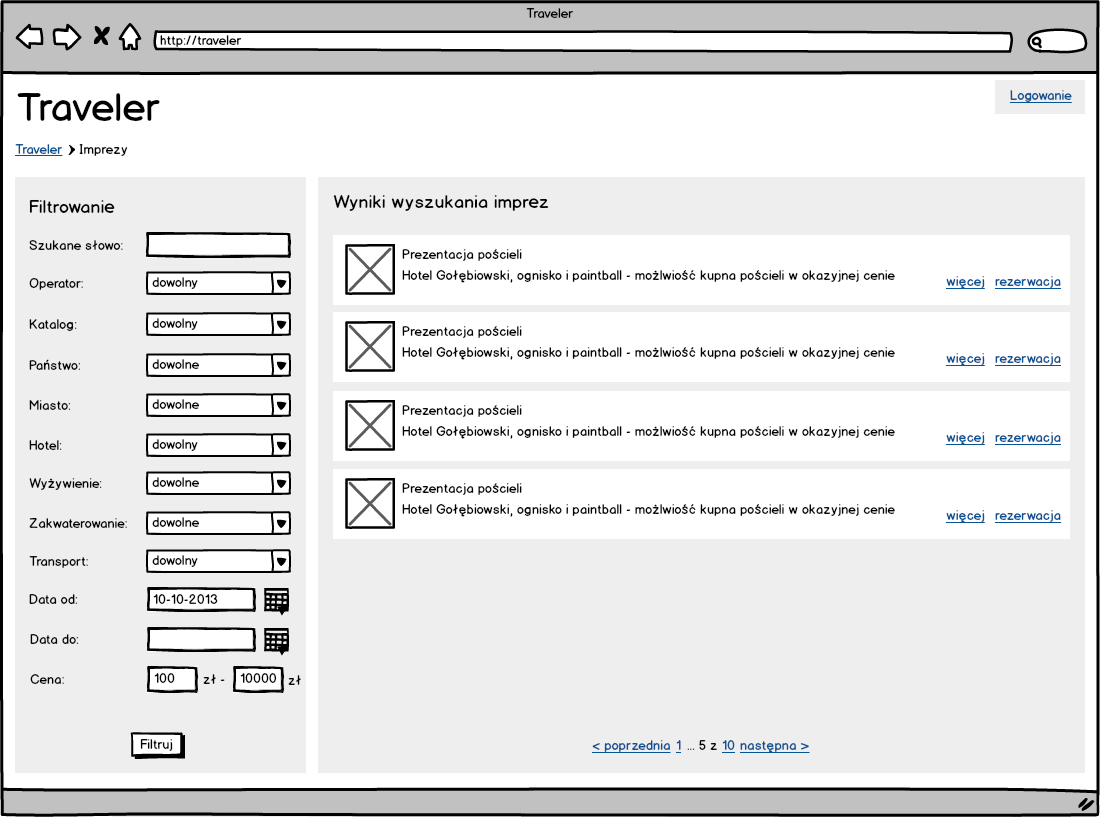 Traveler
http://traveler
Traveler
Logowanie
Traveler > Imprezy
Filtrowanie
Szukane słowo:
Operator: dowolny
Katalog: dowolny
Państwo: dowolne
Miasto: dowolne
Hotel: dowolny
Wyżywienie: dowolne
Zakwaterowanie: dowolne
Transport: dowolny
Data od: 10-10-2013
Data do:
Cena: 100 zł - 10000 zł
Filtruj
Wyniki wyszukania imprez
Prezentacja pościeli
Hotel Gołębiowski, ognisko i paintball - możlwiość kupna pościeli w okazyjnej cenie
więcej rezerwacja
Prezentacja pościeli
Hotel Gołębiowski, ognisko i paintball - możlwiość kupna pościeli w okazyjnej cenie
więcej rezerwacja
Prezentacja pościeli
Hotel Gołębiowski, ognisko i paintball - możlwiość kupna pościeli w okazyjnej cenie
więcej rezerwacja
Prezentacja pościeli
Hotel Gołębiowski, ognisko i paintball - możlwiość kupna pościeli w okazyjnej cenie
więcej rezerwacja
< poprzednia 1 ... 5 z 10 następna >